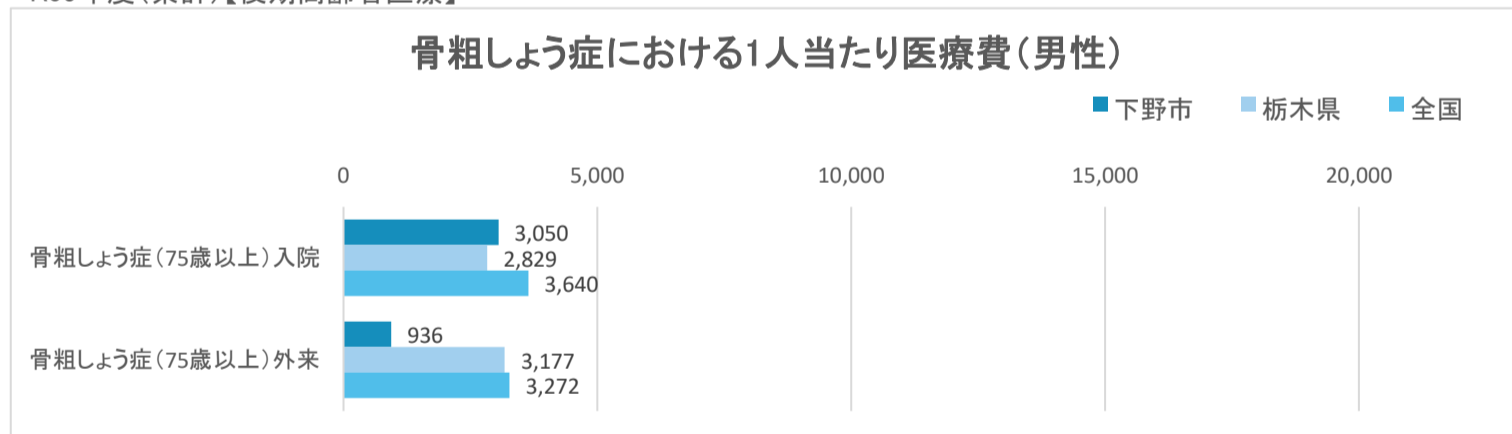 骨粗しょう症における1人当たり医療費（男性）
下野市 栃木県 全国
0 5,000 10,000 15,000 20,000
骨粗しょう症（75歳以上）入院
3,050
2,829
3,640
骨粗しょう症（75歳以上）外来
936
3,177
3,272